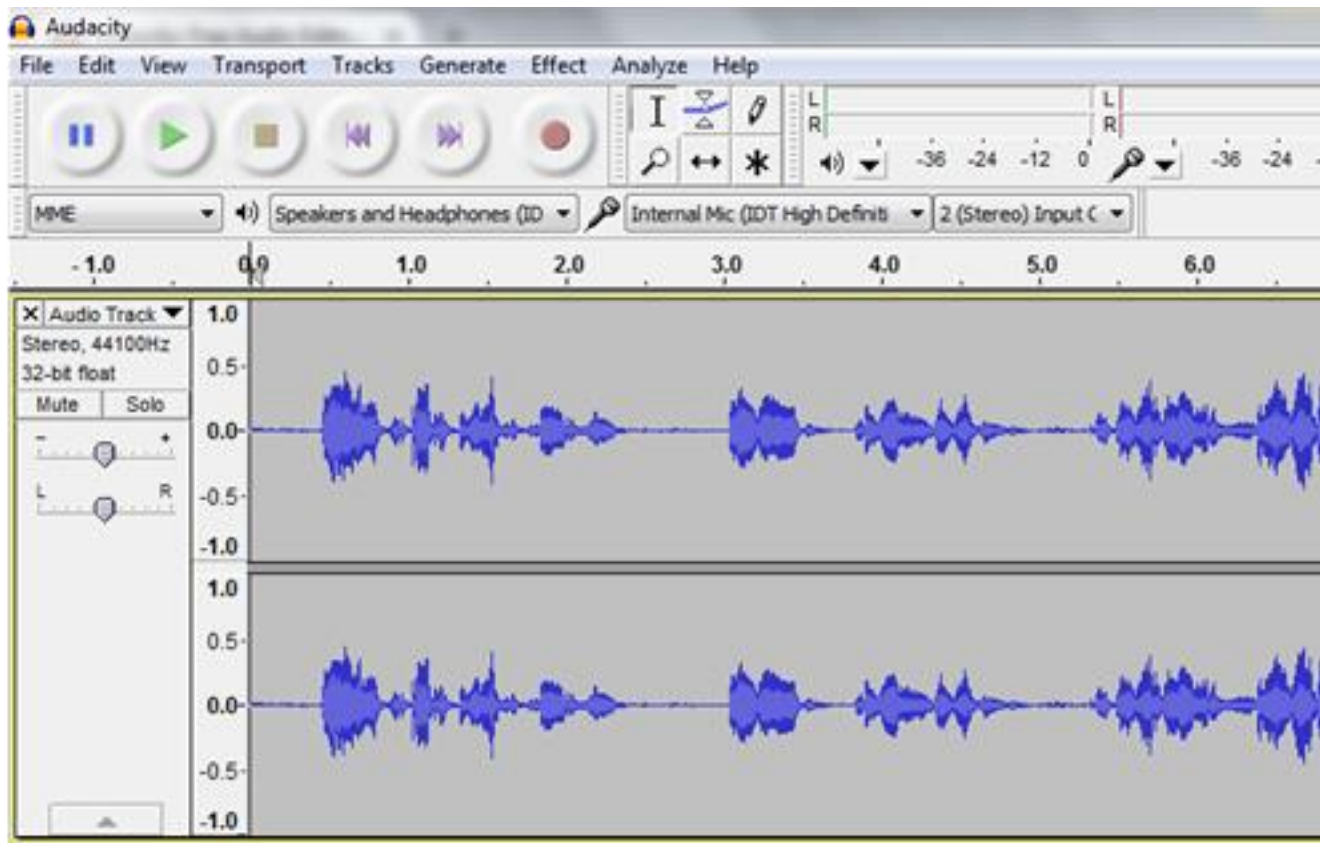 Audacity
File Edit View Transport Tracks Generate Effect Analyze Help
L L
R R
-36 -24 -12 0 -36 -24
MME Speakers and Headphones (ID Internal Mic (IDT High Definiti 2 (Stereo) Input C
-1.0 0.0 1.0 2.0 3.0 4.0 5.0 6.0
X Audio Track 1.0
Stereo, 44100Hz
32-bit float 0.5
Mute Solo
- + 0.0
L R -0.5
-1.0
1.0
0.5
0.0
-0.5
-1.0